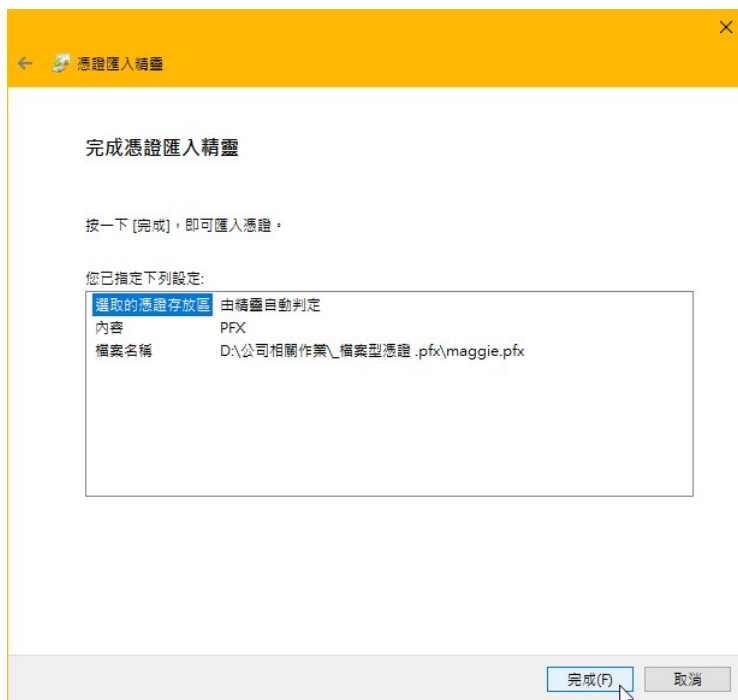 憑證匯入精靈
完成憑證匯入精靈
按一下 [完成]，即可匯入憑證。
您已指定下列設定:
選取的憑證存放區 由精靈自動判定
內容 PFX
檔案名稱 D:\公司相關作業\_檔案型憑證 .pfx\maggie.pfx
完成(F) 取消